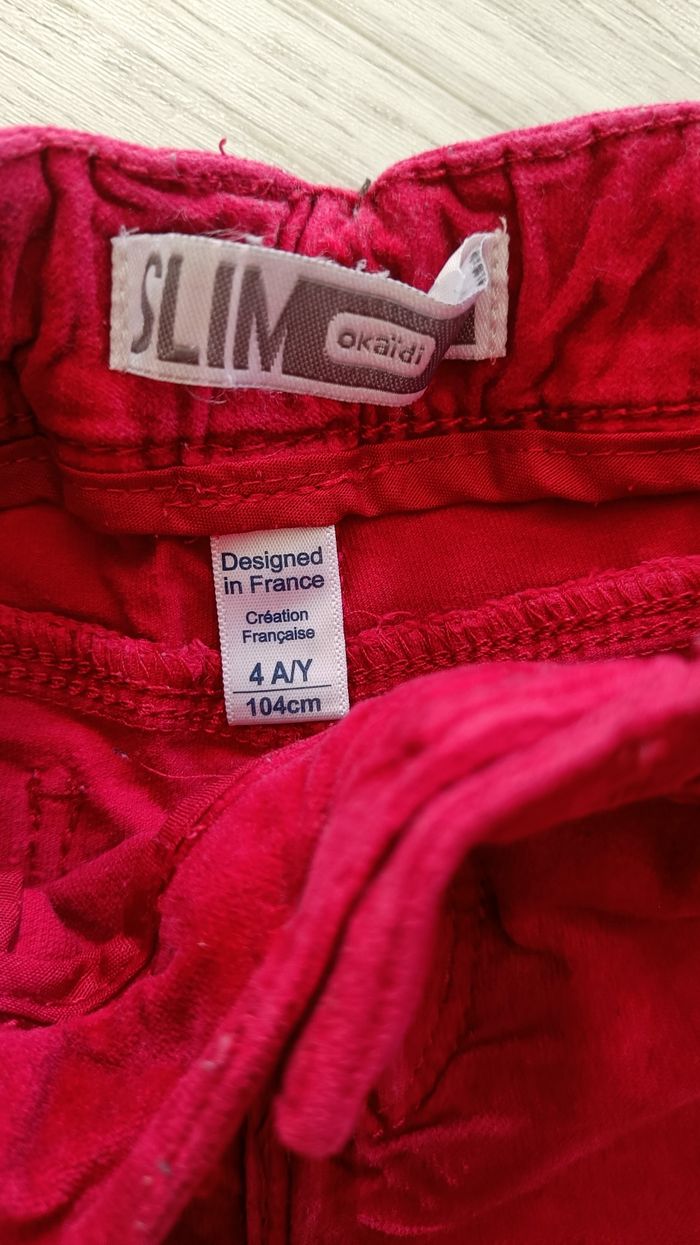 SLIM
okaïdi
Designed
in France
Création
Française
4 A/Y
104cm